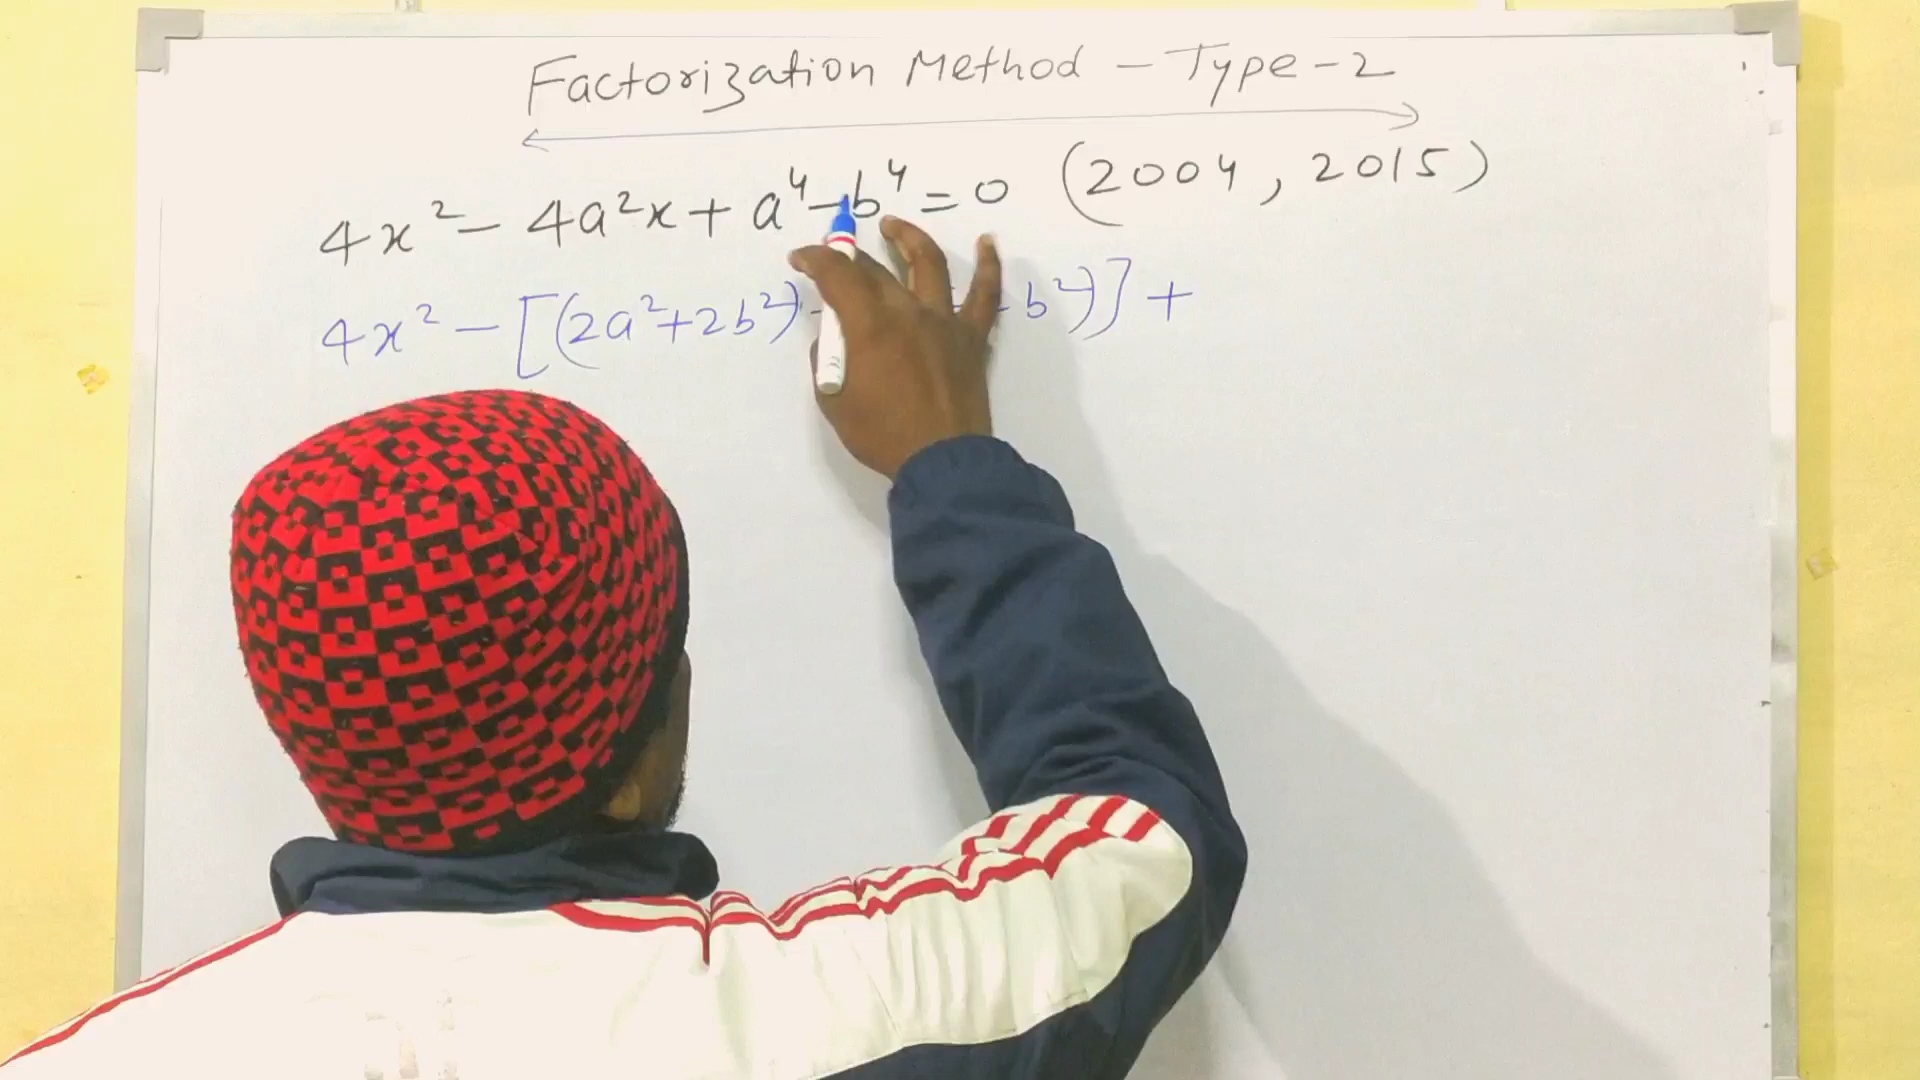 Factorization Method - Type-2
4x² - 4a²x + a⁴ - b⁴ = 0 (2004, 2015)
4x² - [(2a²+2b²) - b²)] +